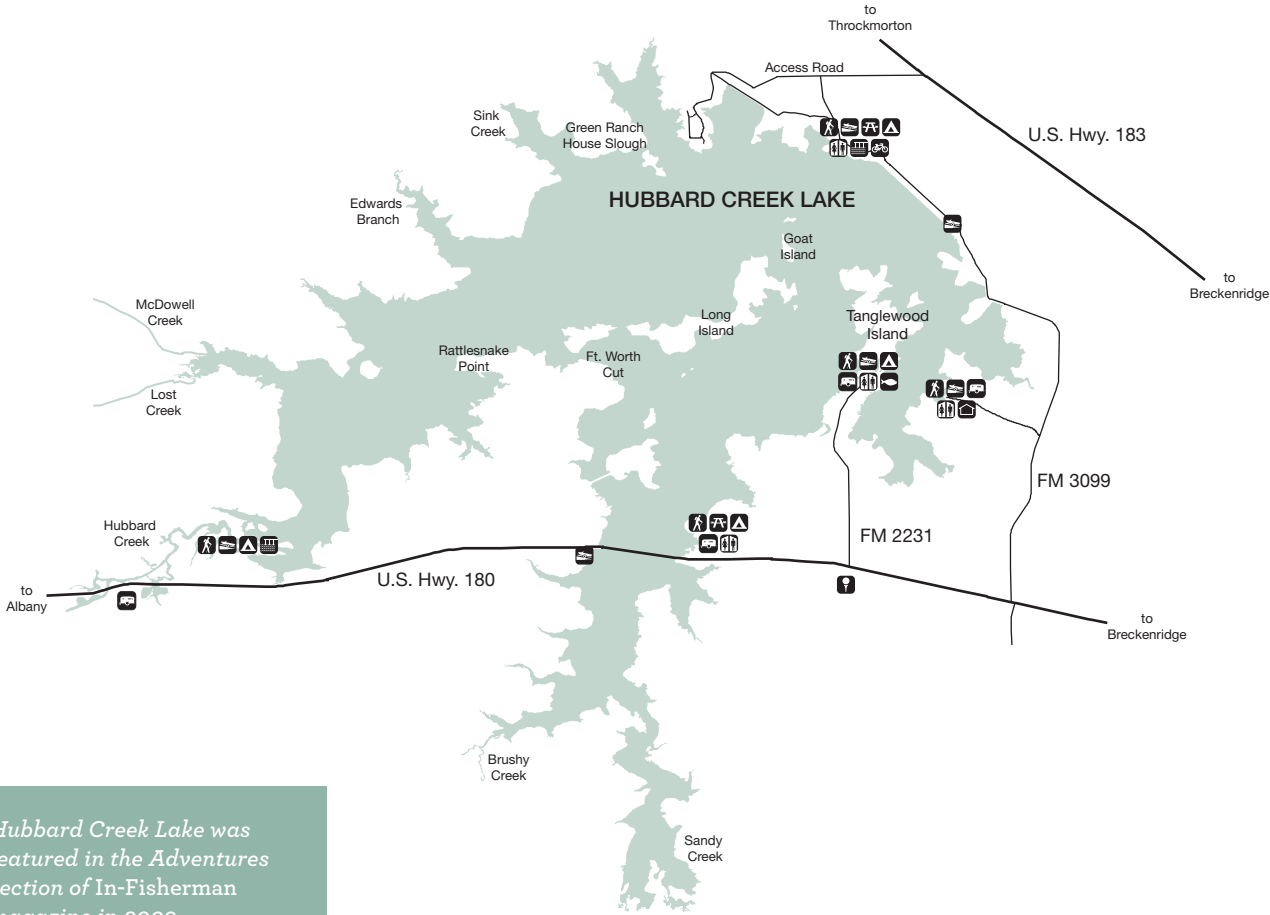 to
Throckmorton
Access Road
U.S. Hwy. 183
Sink
Creek
Green Ranch
House Slough
HUBBARD CREEK LAKE
Edwards
Branch
Goat
Island
to
Breckenridge
McDowell
Creek
Long
Island
Tanglewood
Island
Rattlesnake
Point
Ft. Worth
Cut
Lost
Creek
FM 3099
Hubbard
Creek
FM 2231
U.S. Hwy. 180
to
Albany
to
Breckenridge
Brushy
Creek
Sandy
Creek
Hubbard Creek Lake was
eatured in the Adventures
ection of In-Fisherman